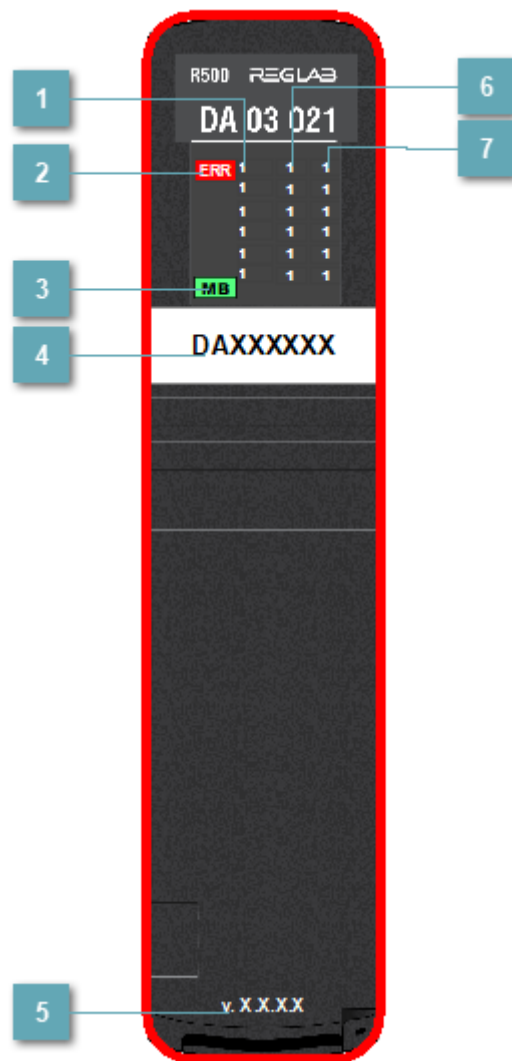 1
6
R500 REGLAB
DA 03 021
7
2
ERR 1 1 1
1 1 1
1 1 1
1 1 1
1 1 1
1 1 1
3
MB
4
DAXXXXXX
5
v. X.X.X.X